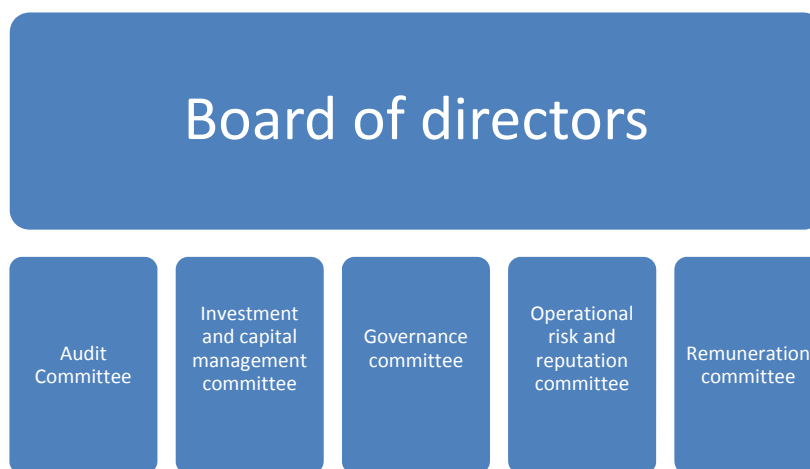 Board of directors
Audit
Committee
Investment
and capital
management
committee
Governance
committee
Operational
risk and
reputation
committee
Remuneration
committee